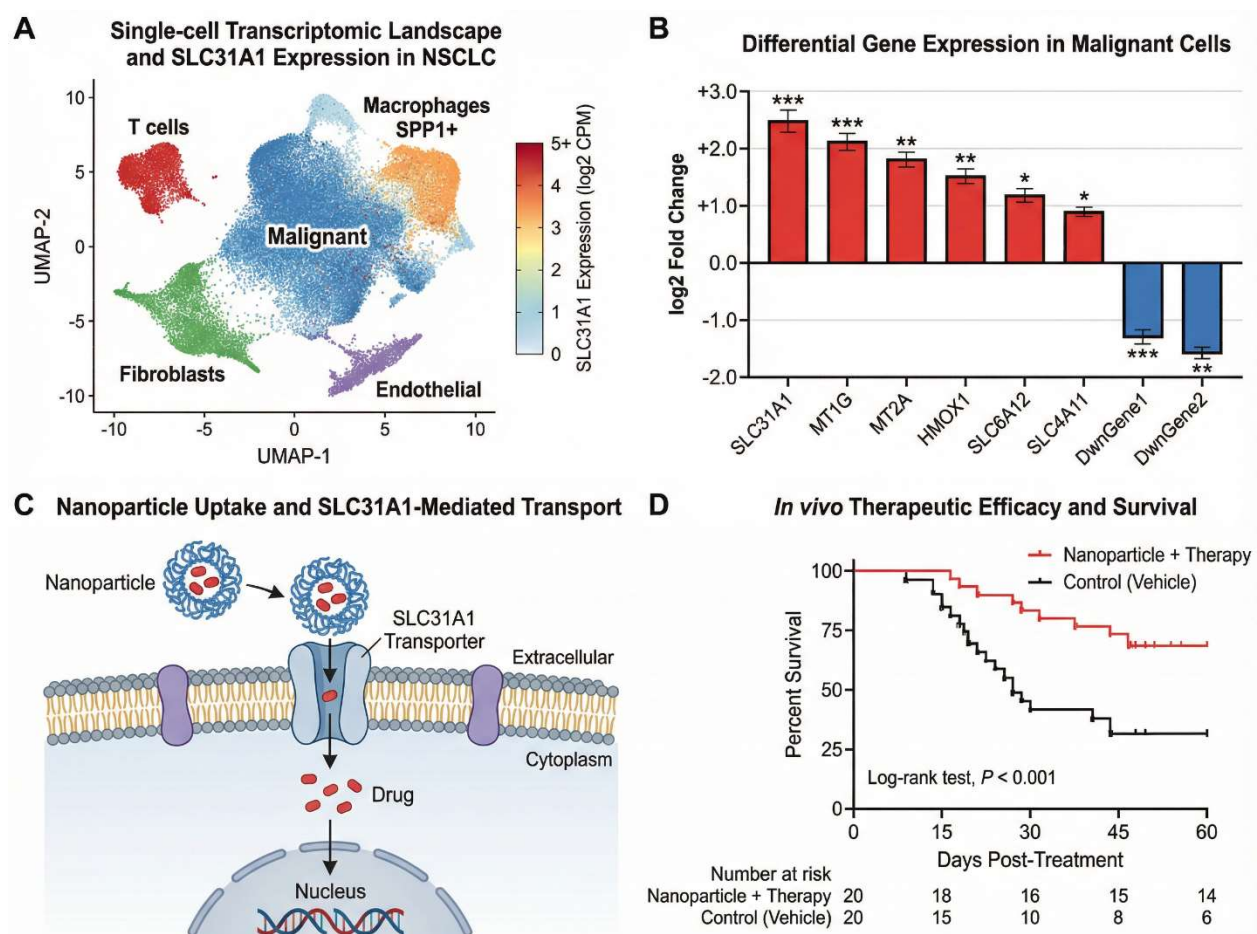 A
Single-cell Transcriptomic Landscape
and SLC31A1 Expression in NSCLC
T cells
Macrophages
SPP1+
Malignant
Fibroblasts
Endothelial
10
5
0
-5
-10
UMAP-2
-10
-5
0
5
10
UMAP-1
5+
4
3
2
1
0
SLC31A1 Expression (log2 CPM)
B
Differential Gene Expression in Malignant Cells
+3.0
+2.0
+1.0
0.0
-1.0
-2.0
log2 Fold Change
***
***
**
**
*
*
***
**
SLC31A1
MT1G
MT2A
HMOX1
SLC6A12
SLC4A11
DwnGene1
DwnGene2
C
Nanoparticle Uptake and SLC31A1-Mediated Transport
Nanoparticle
SLC31A1
Transporter
Extracellular
Cytoplasm
Drug
Nucleus
D
In vivo Therapeutic Efficacy and Survival
Nanoparticle + Therapy
Control (Vehicle)
100
75
50
25
0
Percent Survival
Log-rank test, P < 0.001
0
15
30
45
60
Days Post-Treatment
Number at risk
Nanoparticle + Therapy 20 18 16 15 14
Control (Vehicle) 20 15 10 8 6